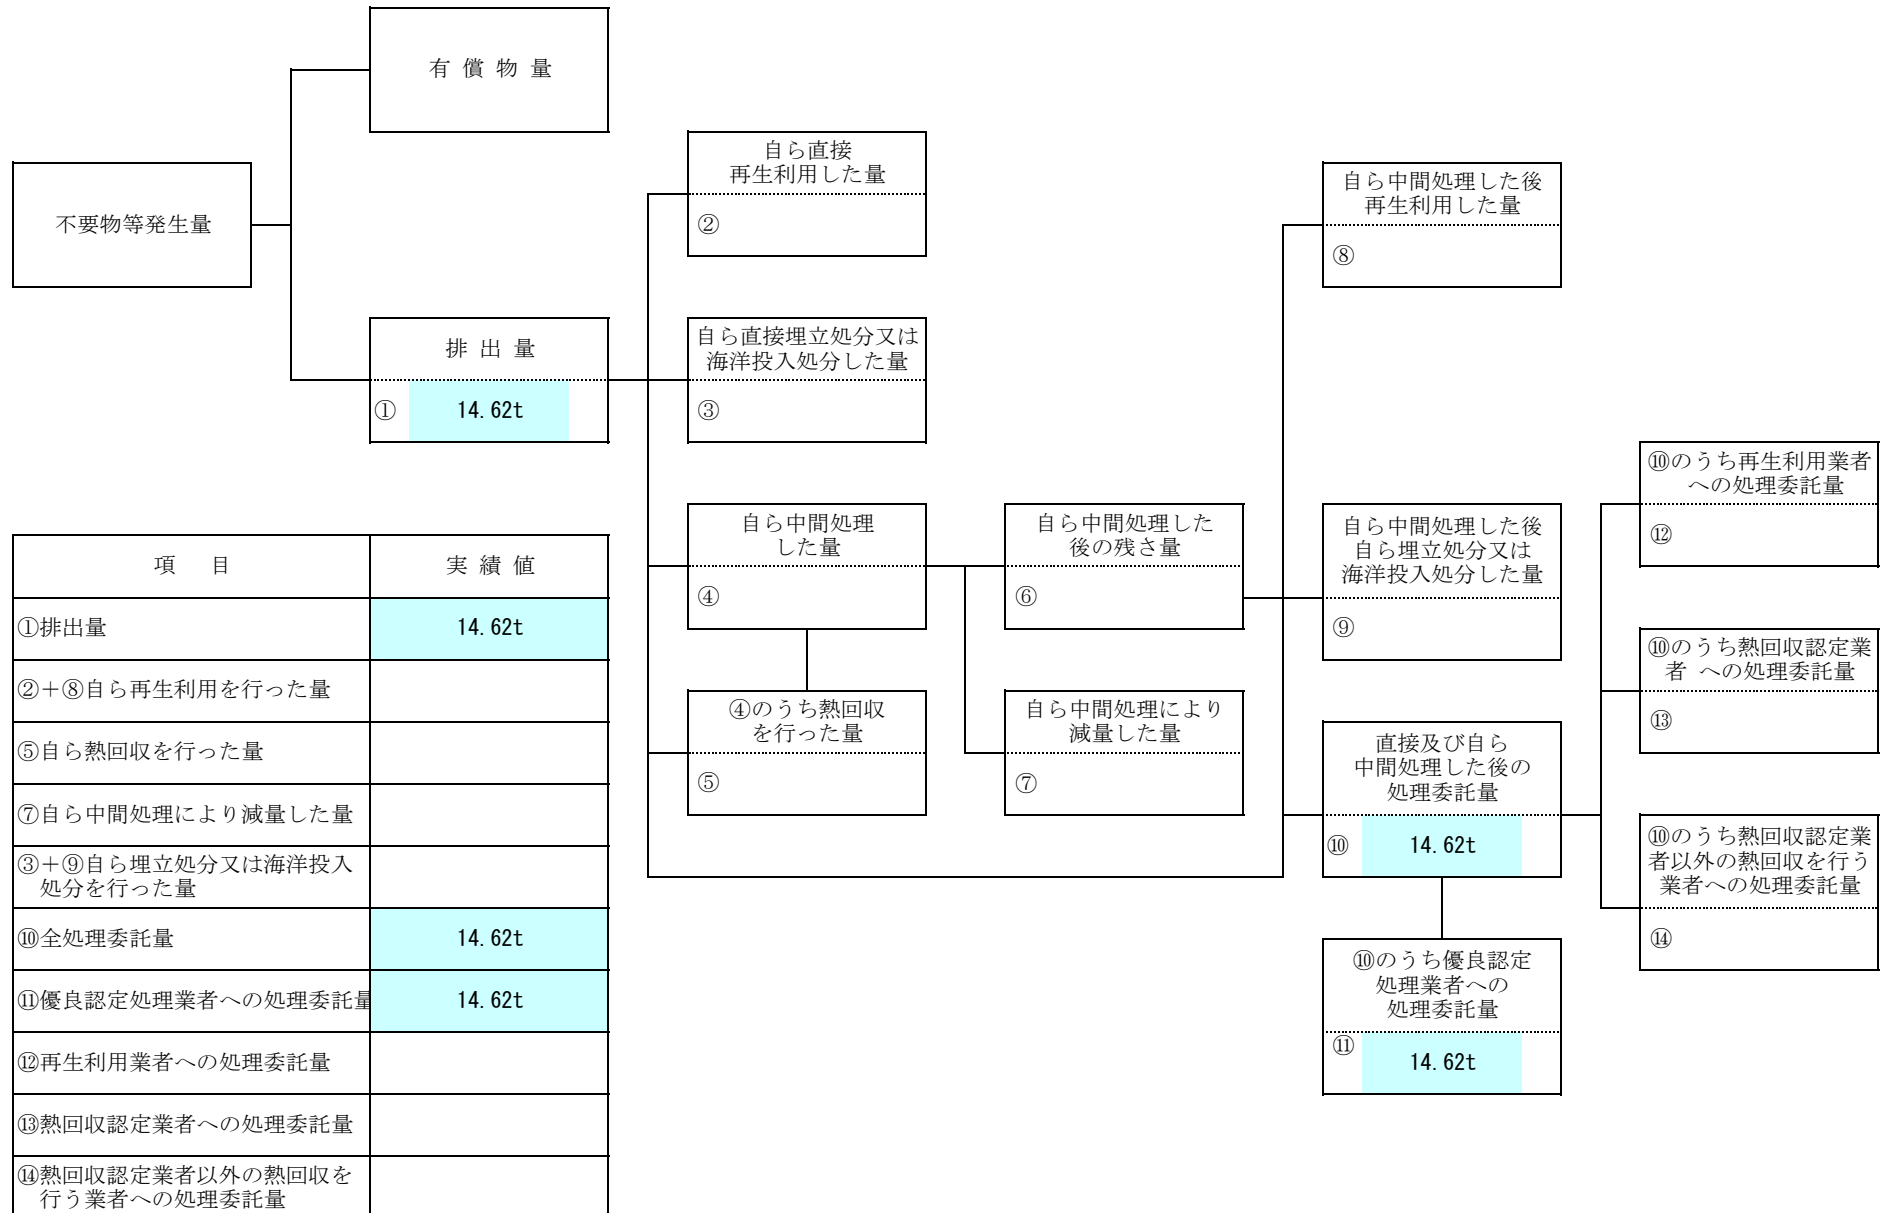 有 償 物 量
不要物等発生量
排 出 量
① 14.62t
自ら直接
再生利用した量
②
自ら直接埋立処分又は
海洋投入処分した量
③
自ら中間処理
した量
④
④のうち熱回収
を行った量
⑤
自ら中間処理した
後の残さ量
⑥
自ら中間処理により
減量した量
⑦
自ら中間処理した後
再生利用した量
⑧
自ら中間処理した後
自ら埋立処分又は
海洋投入処分した量
⑨
直接及び自ら
中間処理した後の
処理委託量
⑩ 14.62t
⑩のうち優良認定
処理業者への
処理委託量
⑪ 14.62t
⑩のうち再生利用業者
への処理委託量
⑫
⑩のうち熱回収認定業
者 への処理委託量
⑬
⑩のうち熱回収認定業
者以外の熱回収を行う
業者への処理委託量
⑭
項 目 実 績 値
①排出量 14.62t
②＋⑧自ら再生利用を行った量
⑤自ら熱回収を行った量
⑦自ら中間処理により減量した量
③＋⑨自ら埋立処分又は海洋投入
処分を行った量
⑩全処理委託量 14.62t
⑪優良認定処理業者への処理委託量 14.62t
⑫再生利用業者への処理委託量
⑬熱回収認定業者への処理委託量
⑭熱回収認定業者以外の熱回収を
行う業者への処理委託量